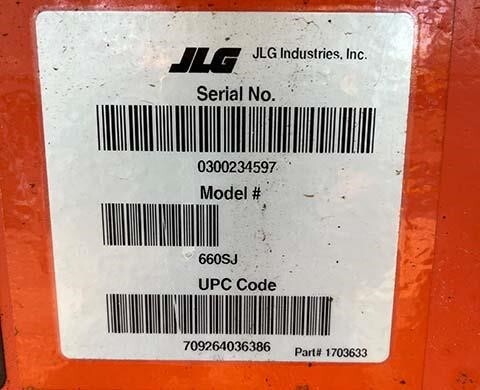 JLG JLG Industries, Inc.
Serial No.
0300234597
Model #
660SJ
UPC Code
709264036386 Part# 1703633